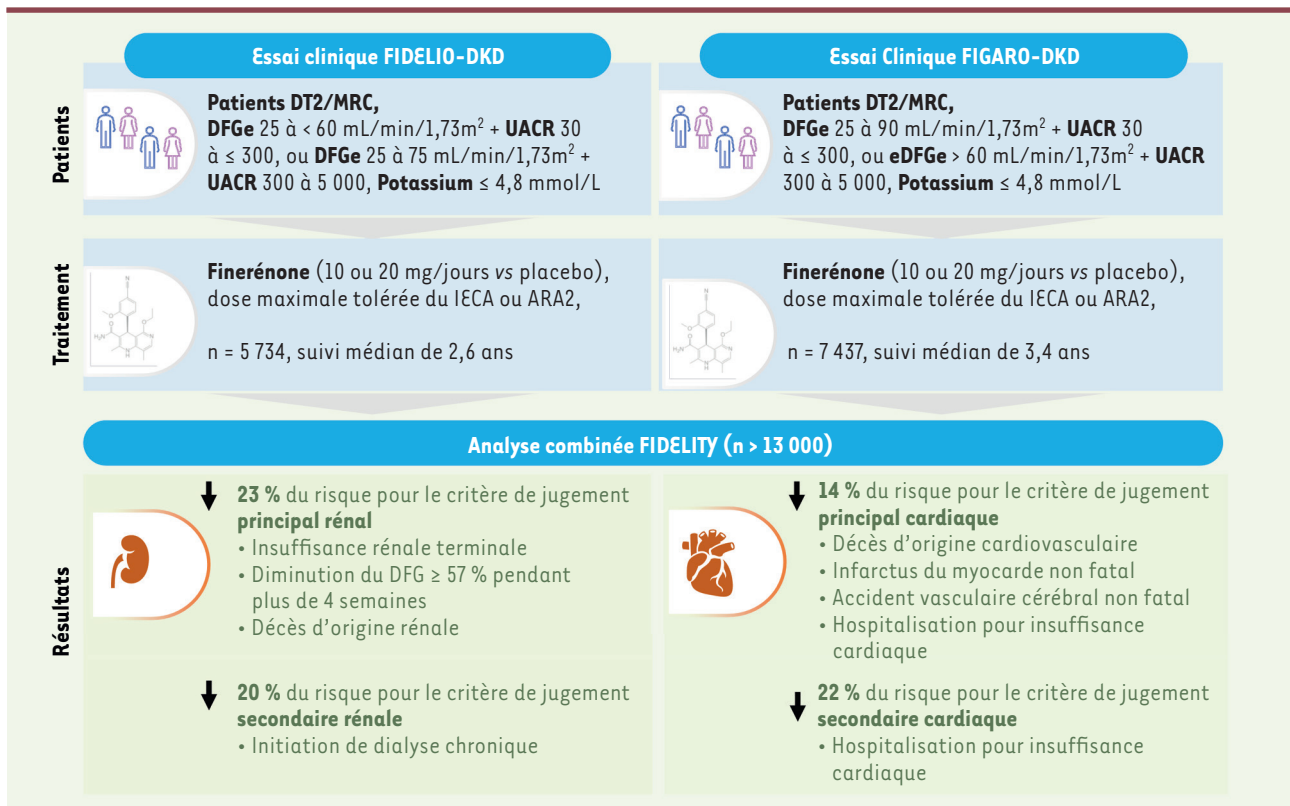 Essai clinique FIDELIO-DKD
Patients
Patients DT2/MRC,
DFGe 25 à < 60 mL/min/1,73m² + UACR 30
à ≤ 300, ou DFGe 25 à 75 mL/min/1,73m² +
UACR 300 à 5 000, Potassium ≤ 4,8 mmol/L
Essai Clinique FIGARO-DKD
Patients DT2/MRC,
DFGe 25 à 90 mL/min/1,73m² + UACR 30
à ≤ 300, ou eDFGe > 60 mL/min/1,73m² + UACR
300 à 5 000, Potassium ≤ 4,8 mmol/L
Traitement
Finerénone (10 ou 20 mg/jours vs placebo),
dose maximale tolérée du IECA ou ARA2,
n = 5 734, suivi médian de 2,6 ans
Finerénone (10 ou 20 mg/jours vs placebo),
dose maximale tolérée du IECA ou ARA2,
n = 7 437, suivi médian de 3,4 ans
Analyse combinée FIDELITY (n > 13 000)
Résultats
23 % du risque pour le critère de jugement
principal rénal
• Insuffisance rénale terminale
• Diminution du DFG ≥ 57 % pendant
plus de 4 semaines
• Décès d'origine rénale
14 % du risque pour le critère de jugement
principal cardiaque
• Décès d'origine cardiovasculaire
• Infarctus du myocarde non fatal
• Accident vasculaire cérébral non fatal
• Hospitalisation pour insuffisance
cardiaque
20 % du risque pour le critère de jugement
secondaire rénale
• Initiation de dialyse chronique
22 % du risque pour le critère de jugement
secondaire cardiaque
• Hospitalisation pour insuffisance
cardiaque